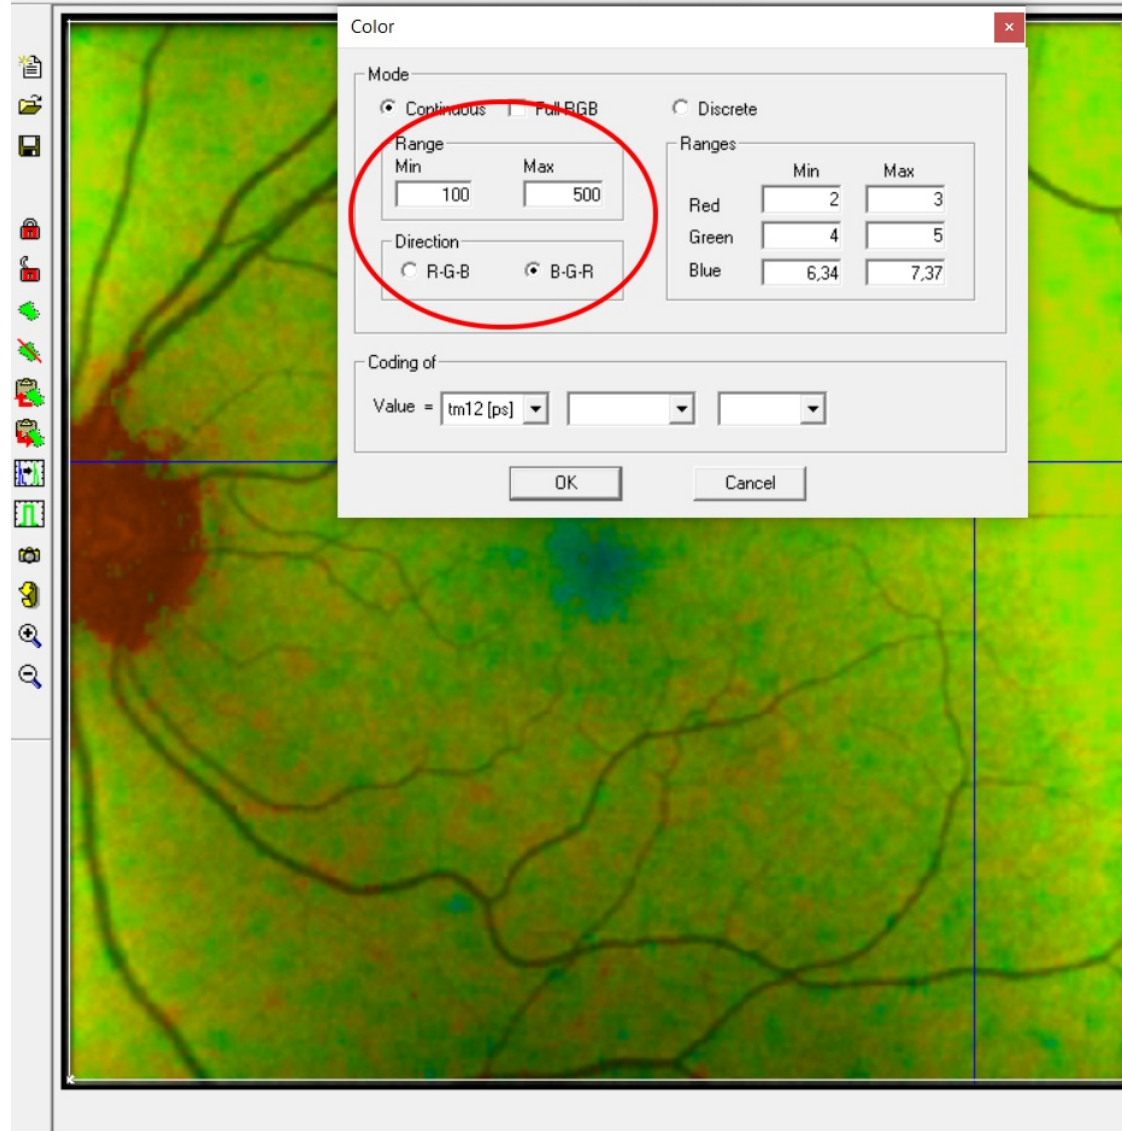 Color
Mode
Continuous Full RGB Discrete
Range
Min Max
100 500
Direction
R-G-B B-G-R
Ranges
Min Max
Red 2 3
Green 4 5
Blue 6,34 7,37
Coding of
Value = tm12 [ps]
OK Cancel